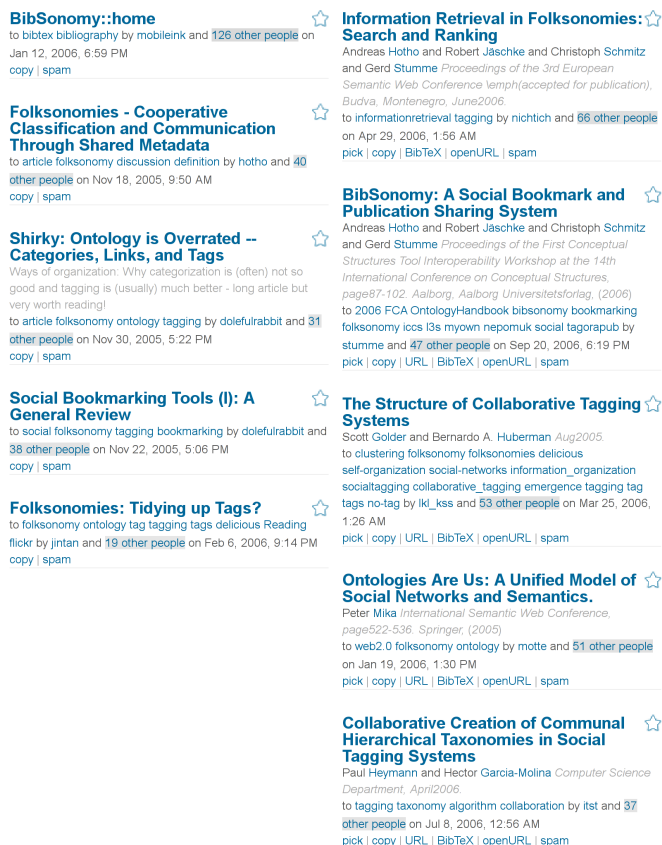 BibSonomy::home
to bibtex bibliography by mobileink and 126 other people on
Jan 12, 2006, 6:59 PM
copy | spam
Folksonomies - Cooperative
Classification and Communication
Through Shared Metadata
to article folksonomy discussion definition by hotho and 40
other people on Nov 18, 2005, 9:50 AM
copy | spam
Shirky: Ontology is Overrated --
Categories, Links, and Tags
Ways of organization: Why categorization is (often) not so
good and tagging is (usually) much better - long article but
very worth reading!
to article folksonomy ontology tagging by dolefulrabbit and 31
other people on Nov 30, 2005, 5:22 PM
copy | spam
Social Bookmarking Tools (I): A
General Review
to social folksonomy tagging bookmarking by dolefulrabbit and
38 other people on Nov 22, 2005, 5:06 PM
copy | spam
Folksonomies: Tidying up Tags?
to folksonomy ontology tag tagging tags delicious Reading
flickr by jintan and 19 other people on Feb 6, 2006, 9:14 PM
copy | spam
Information Retrieval in Folksonomies:
Search and Ranking
Andreas Hotho and Robert Jäschke and Christoph Schmitz
and Gerd Stumme Proceedings of the 3rd European
Semantic Web Conference \emph(accepted for publication),
Budva, Montenegro, June2006.
to informationretrieval tagging by nichtich and 66 other people
on Apr 29, 2006, 1:56 AM
pick | copy | BibTeX | openURL | spam
BibSonomy: A Social Bookmark and
Publication Sharing System
Andreas Hotho and Robert Jäschke and Christoph Schmitz
and Gerd Stumme Proceedings of the First Conceptual
Structures Tool Interoperability Workshop at the 14th
International Conference on Conceptual Structures,
page87-102. Aalborg, Aalborg Universitetsforlag, (2006)
to 2006 FCA OntologyHandbook bibsonomy bookmarking
folksonomy iccs l3s myown nepomuk social tagorapub by
stumme and 47 other people on Sep 20, 2006, 6:19 PM
pick | copy | URL | BibTeX | openURL | spam
The Structure of Collaborative Tagging
Systems
Scott Golder and Bernardo A. Huberman Aug2005.
to clustering folksonomy folksonomies delicious
self-organization social-networks information_organization
socialtagging collaborative_tagging emergence tagging tag
tags no-tag by lkl_kss and 53 other people on Mar 25, 2006,
1:26 AM
pick | copy | URL | BibTeX | openURL | spam
Ontologies Are Us: A Unified Model of
Social Networks and Semantics.
Peter Mika International Semantic Web Conference,
page522-536. Springer, (2005)
to web2.0 folksonomy ontology by motte and 51 other people
on Jan 19, 2006, 1:30 PM
pick | copy | URL | BibTeX | openURL | spam
Collaborative Creation of Communal
Hierarchical Taxonomies in Social
Tagging Systems
Paul Heymann and Hector Garcia-Molina Computer Science
Department, April2006.
to tagging taxonomy algorithm collaboration by itst and 37
other people on Jul 8, 2006, 12:56 AM
pick | copy | URL | BibTeX | openURL | spam